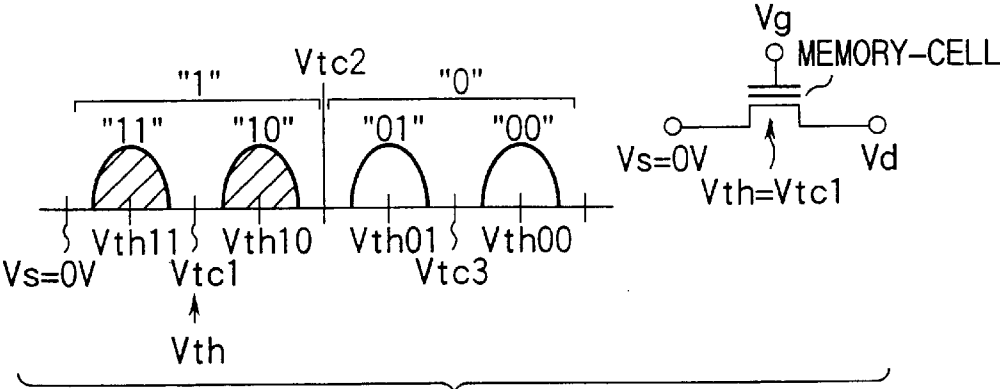 Vtc2
"1" "0"
"11" "10" "01" "00"
Vth11 Vth10 Vth01 Vth00
Vs=0V Vtc1 Vtc3
Vth
Vg
MEMORY-CELL
Vs=0V Vd
Vth=Vtc1